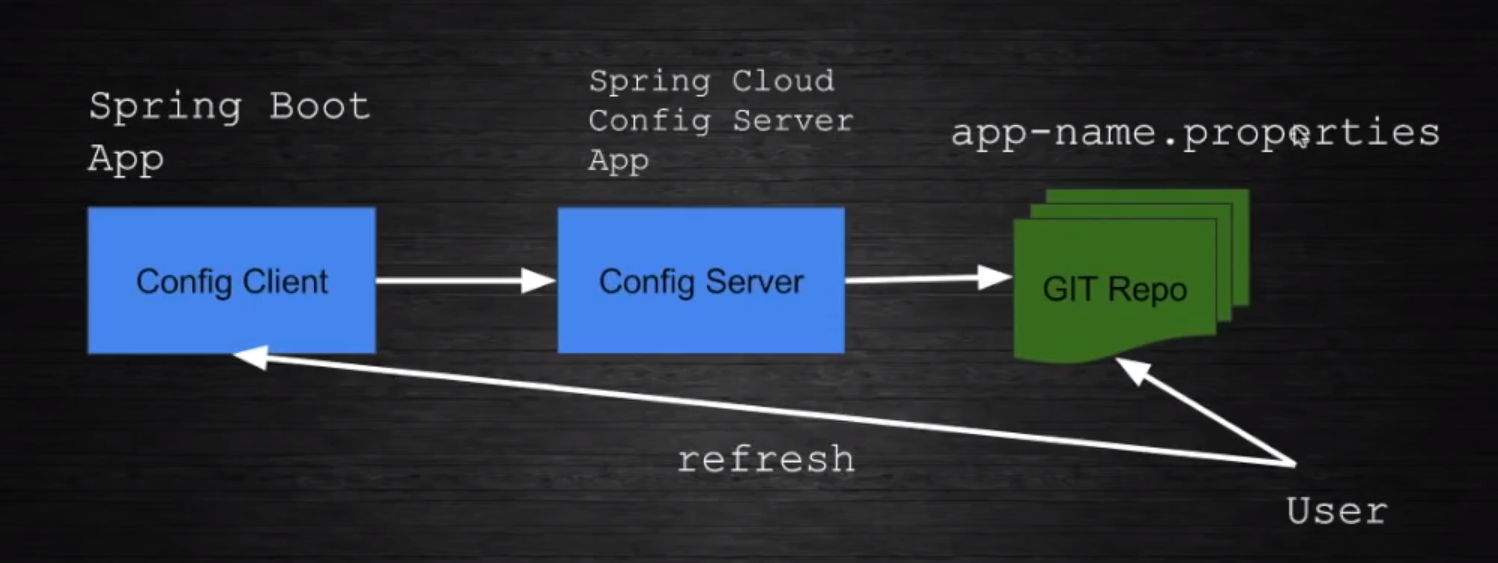 Spring Boot
App
Spring Cloud
Config Server
App
app-name.properties
Config Client
Config Server
GIT Repo
refresh
User